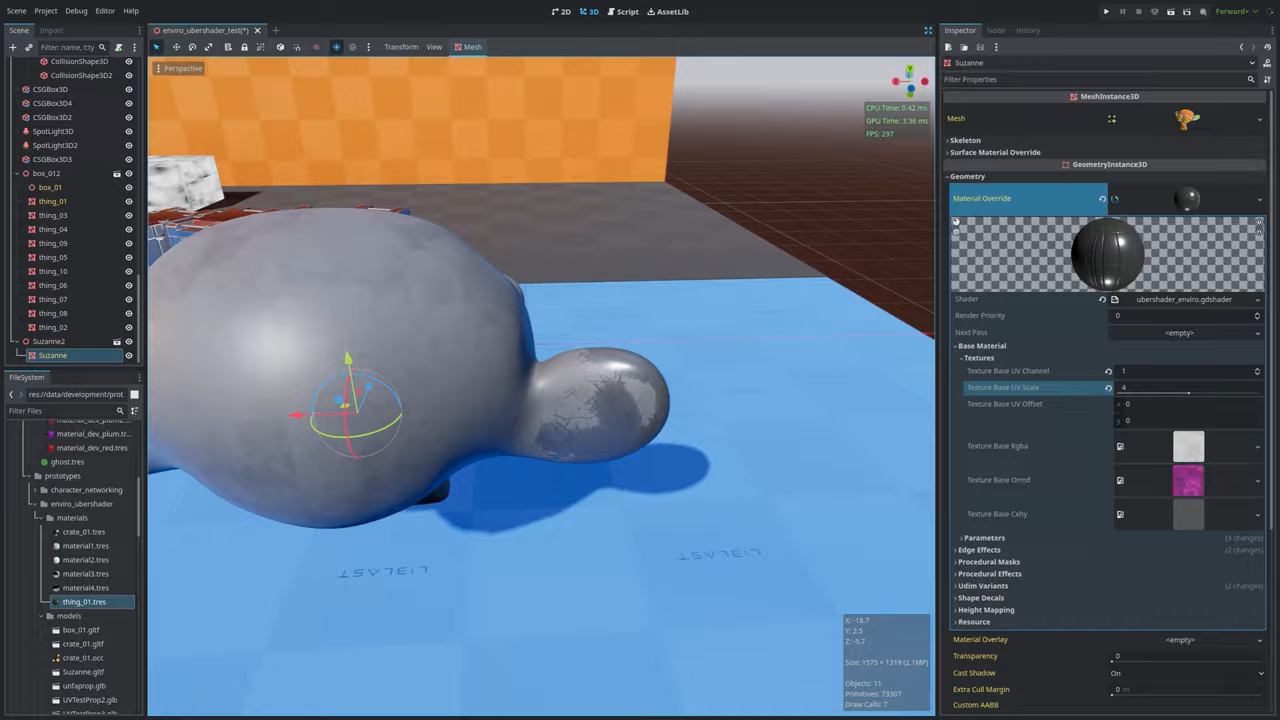 Scene Project Debug Editor Help
2D 3D Script AssetLib
Forward+
Scene Import
Filter: name, t:ty
CollisionShape3D
CollisionShape3D2
CSGBox3D
CSGBox3D4
CSGBox3D2
SpotLight3D
SpotLight3D2
CSGBox3D3
box_012
box_01
thing_01
thing_03
thing_04
thing_09
thing_05
thing_10
thing_06
thing_07
thing_08
thing_02
Suzanne2
Suzanne
FileSystem
res://data/development/prot
Filter Files
material_dev_plum.tr...
material_dev_red.tres
ghost.tres
prototypes
character_networking
enviro_ubershader
materials
crate_01.tres
material1.tres
material2.tres
material3.tres
material4.tres
thing_01.tres
models
box_01.gltf
crate_01.gltf
crate_01.occ
Suzanne.gltf
unfaprop.glb
UVTestProp2.glb
enviro_ubershader_test(*)
Transform View Mesh
Perspective
Y
X
CPU Time: 0.42 ms
GPU Time: 3.36 ms
FPS: 297
LIBLAST
LIBLAST
X: -18.7
Y: 2.5
Z: -5.7
Size: 1575 × 1319 (2.1MP)
Objects: 11
Primitives: 73307
Draw Calls: 7
Inspector Node History
Suzanne
Filter Properties
MeshInstance3D
Mesh
Skeleton
Surface Material Override
GeometryInstance3D
Geometry
Material Override
Shader ubershader_enviro.gdshader
Render Priority 0
Next Pass <empty>
Base Material
Textures
Texture Base UV Channel 1
Texture Base UV Scale 4
Texture Base UV Offset x 0
y 0
Texture Base Rgba
Texture Base Ormd
Texture Base Cxhy
Parameters (3 changes)
Edge Effects (2 changes)
Procedural Masks
Procedural Effects
Udim Variants (2 changes)
Shape Decals
Height Mapping
Resource
Material Overlay <empty>
Transparency 0
Cast Shadow On
Extra Cull Margin 0 m
Custom AABB